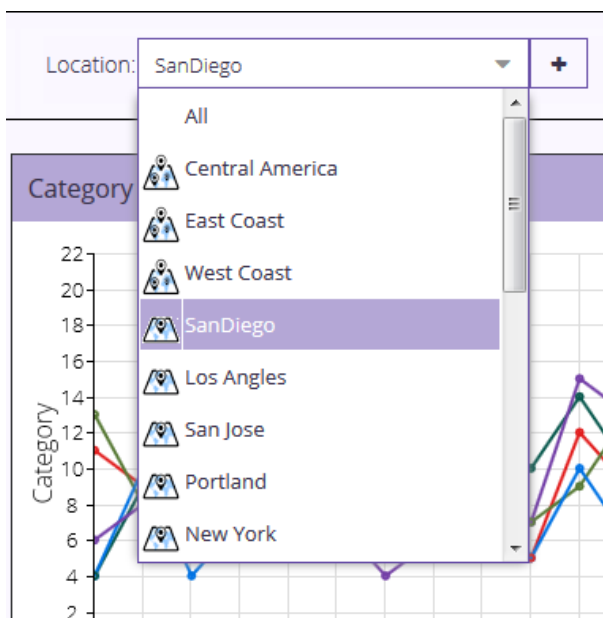 Location: SanDiego +
All
Central America
East Coast
West Coast
SanDiego
Los Angles
San Jose
Portland
New York
Category
22
20
18
16
14
12
10
8
6
4
2
Category